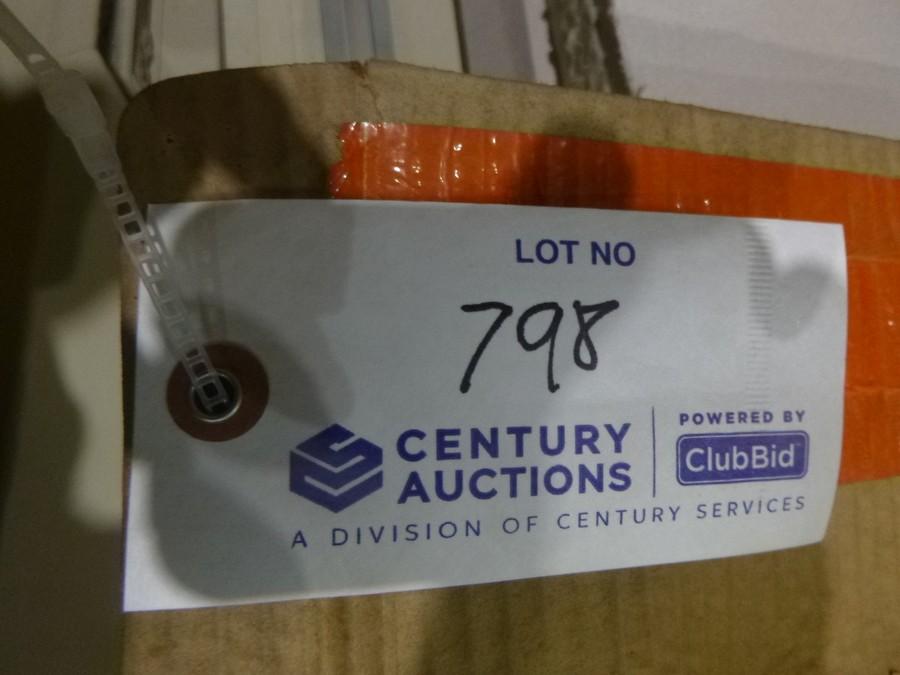 LOT NO
798
CENTURY AUCTIONS
POWERED BY
ClubBid
A DIVISION OF CENTURY SERVICES